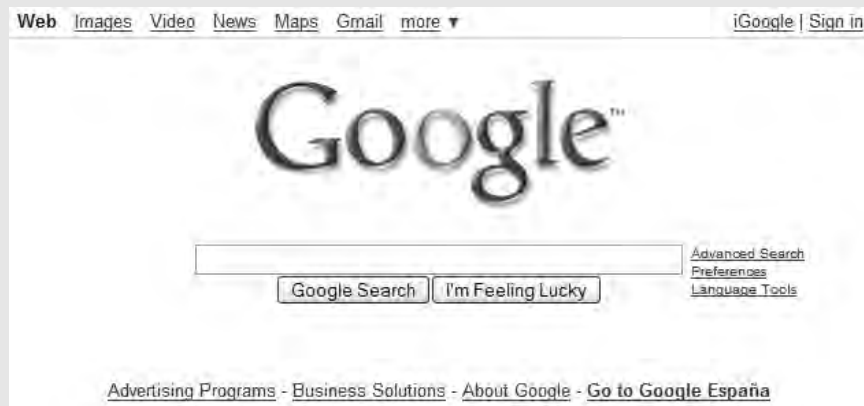 Web Images Video News Maps Gmail more ▼ iGoogle | Sign in
Google™
Advanced Search
Preferences
Language Tools
Google Search I'm Feeling Lucky
Advertising Programs - Business Solutions - About Google - Go to Google España